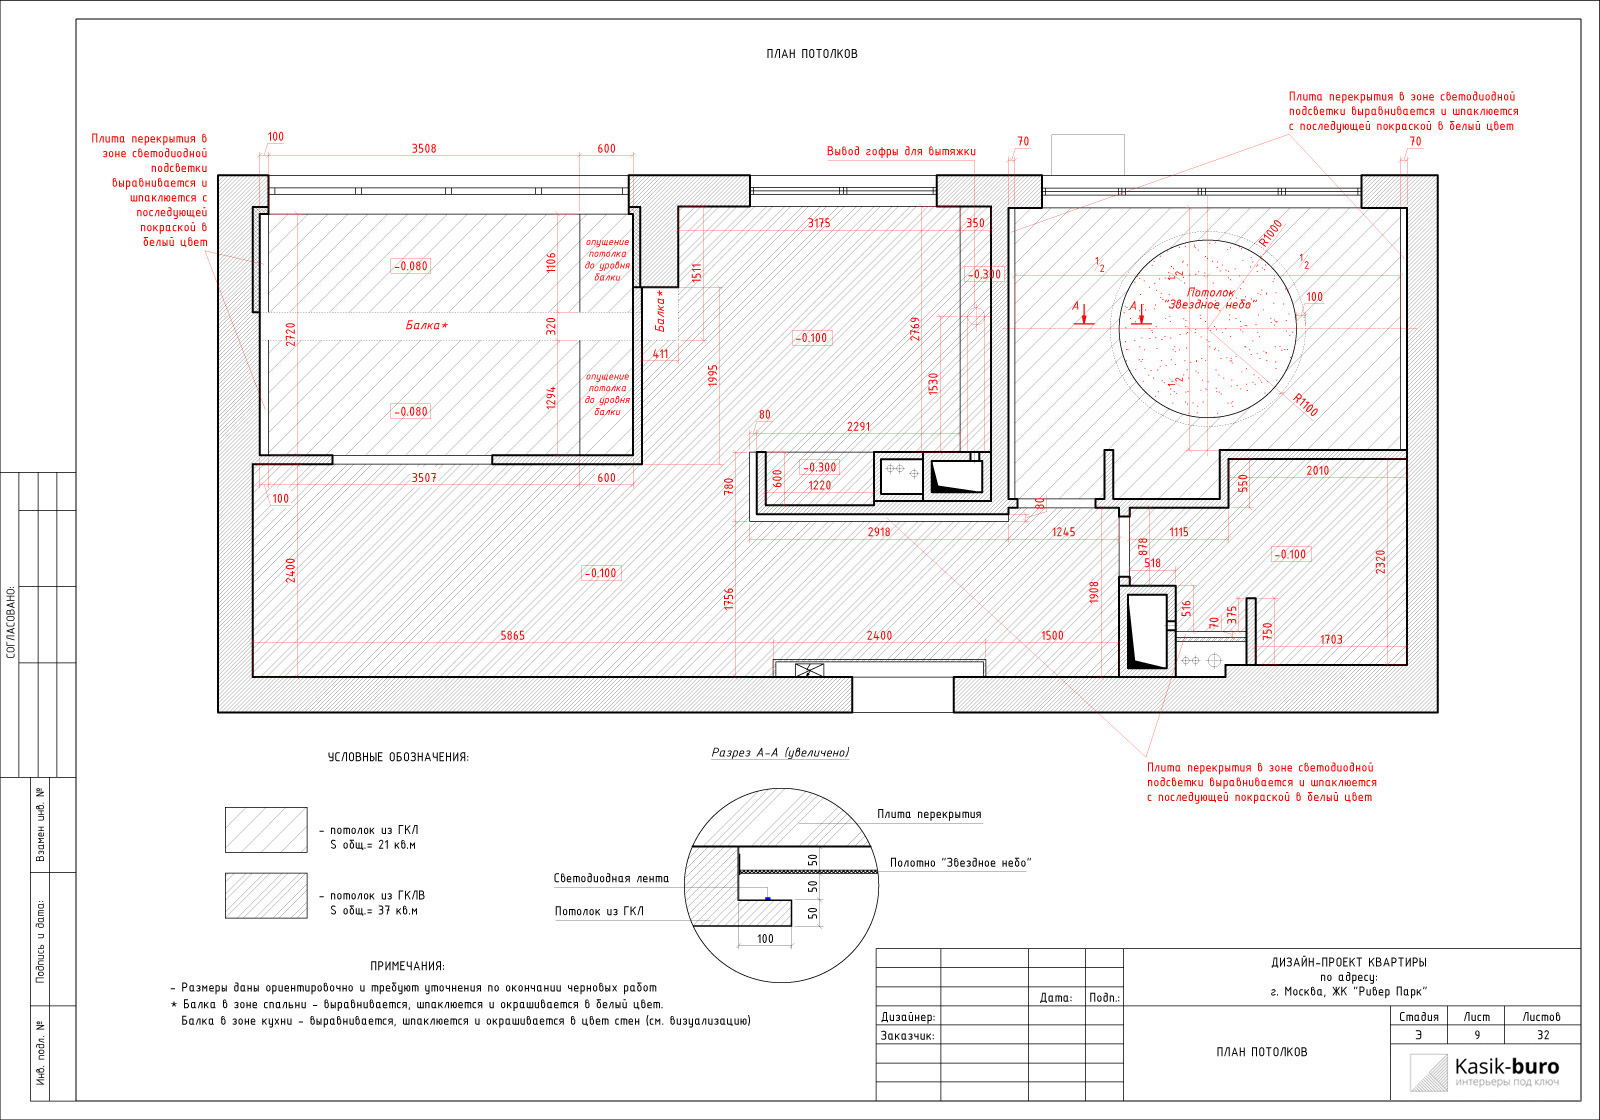 ПЛАН ПОТОЛКОВ
Плита перекрытия в
зоне светодиодной
подсветки
выравнивается и
шпаклюется с
последующей
покраской в
белый цвет
100
3508
600
Вывод гофры для вытяжки
70
Плита перекрытия в зоне светодиодной
подсветки выравнивается и шпаклюется
с последующей покраской в белый цвет
70
3175
350
R1000
-0.080
1106
опущение
потолка
до уровня
балки
1511
-0.300
1/2
1/2
1/2
Потолок
"Звездное небо"
100
А
А
2720
Балка*
320
Балка*
411
-0.100
2769
1995
1530
1/2
R1100
-0.080
1294
опущение
потолка
до уровня
балки
80
2291
3507
600
100
780
600
-0.300
1220
80
550
2010
2918
1245
1115
878
518
-0.100
2320
2400
-0.100
1756
1908
516
70
375
750
5865
2400
1500
1703
УСЛОВНЫЕ ОБОЗНАЧЕНИЯ:
- потолок из ГКЛ
S общ.= 21 кв.м
- потолок из ГКЛВ
S общ.= 37 кв.м
Разрез А-А (увеличено)
Плита перекрытия
Полотно "Звездное небо"
Светодиодная лента
Потолок из ГКЛ
50
50
50
100
Плита перекрытия в зоне светодиодной
подсветки выравнивается и шпаклюется
с последующей покраской в белый цвет
ПРИМЕЧАНИЯ:
- Размеры даны ориентировочно и требуют уточнения по окончании черновых работ
* Балка в зоне спальни - выравнивается, шпаклюется и окрашивается в белый цвет.
Балка в зоне кухни - выравнивается, шпаклюется и окрашивается в цвет стен (см. визуализацию)
СОГЛАСОВАНО:
Взамен инв. №
Подпись и дата:
Инв. подл. №
Дата:
Подп.:
Дизайнер:
Заказчик:
ДИЗАЙН-ПРОЕКТ КВАРТИРЫ
по адресу:
г. Москва, ЖК "Ривер Парк"
ПЛАН ПОТОЛКОВ
Стадия
Лист
Листов
Э
9
32
Kasik-buro
интерьеры под ключ